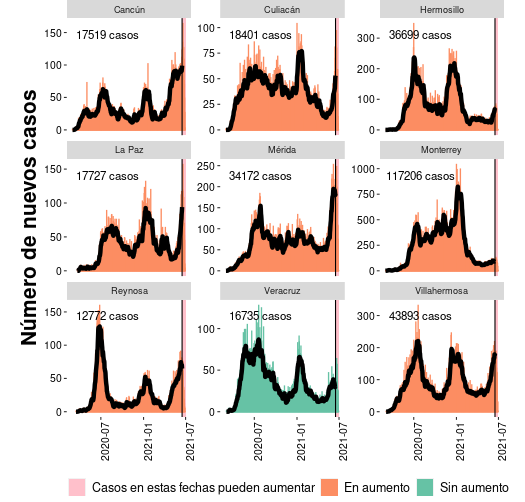 Número de nuevos casos
Cancún
Culiacán
Hermosillo
17519 casos
18401 casos
36699 casos
150
100
50
0
100
75
50
25
0
300
200
100
0
La Paz
Mérida
Monterrey
17727 casos
34172 casos
117206 casos
150
100
50
0
250
200
150
100
50
0
1000
750
500
250
0
Reynosa
Veracruz
Villahermosa
12772 casos
16735 casos
43893 casos
150
100
50
0
100
50
0
300
200
100
0
2020-07
2021-01
2021-07
2020-07
2021-01
2021-07
2020-07
2021-01
2021-07
Casos en estas fechas pueden aumentar
En aumento
Sin aumento